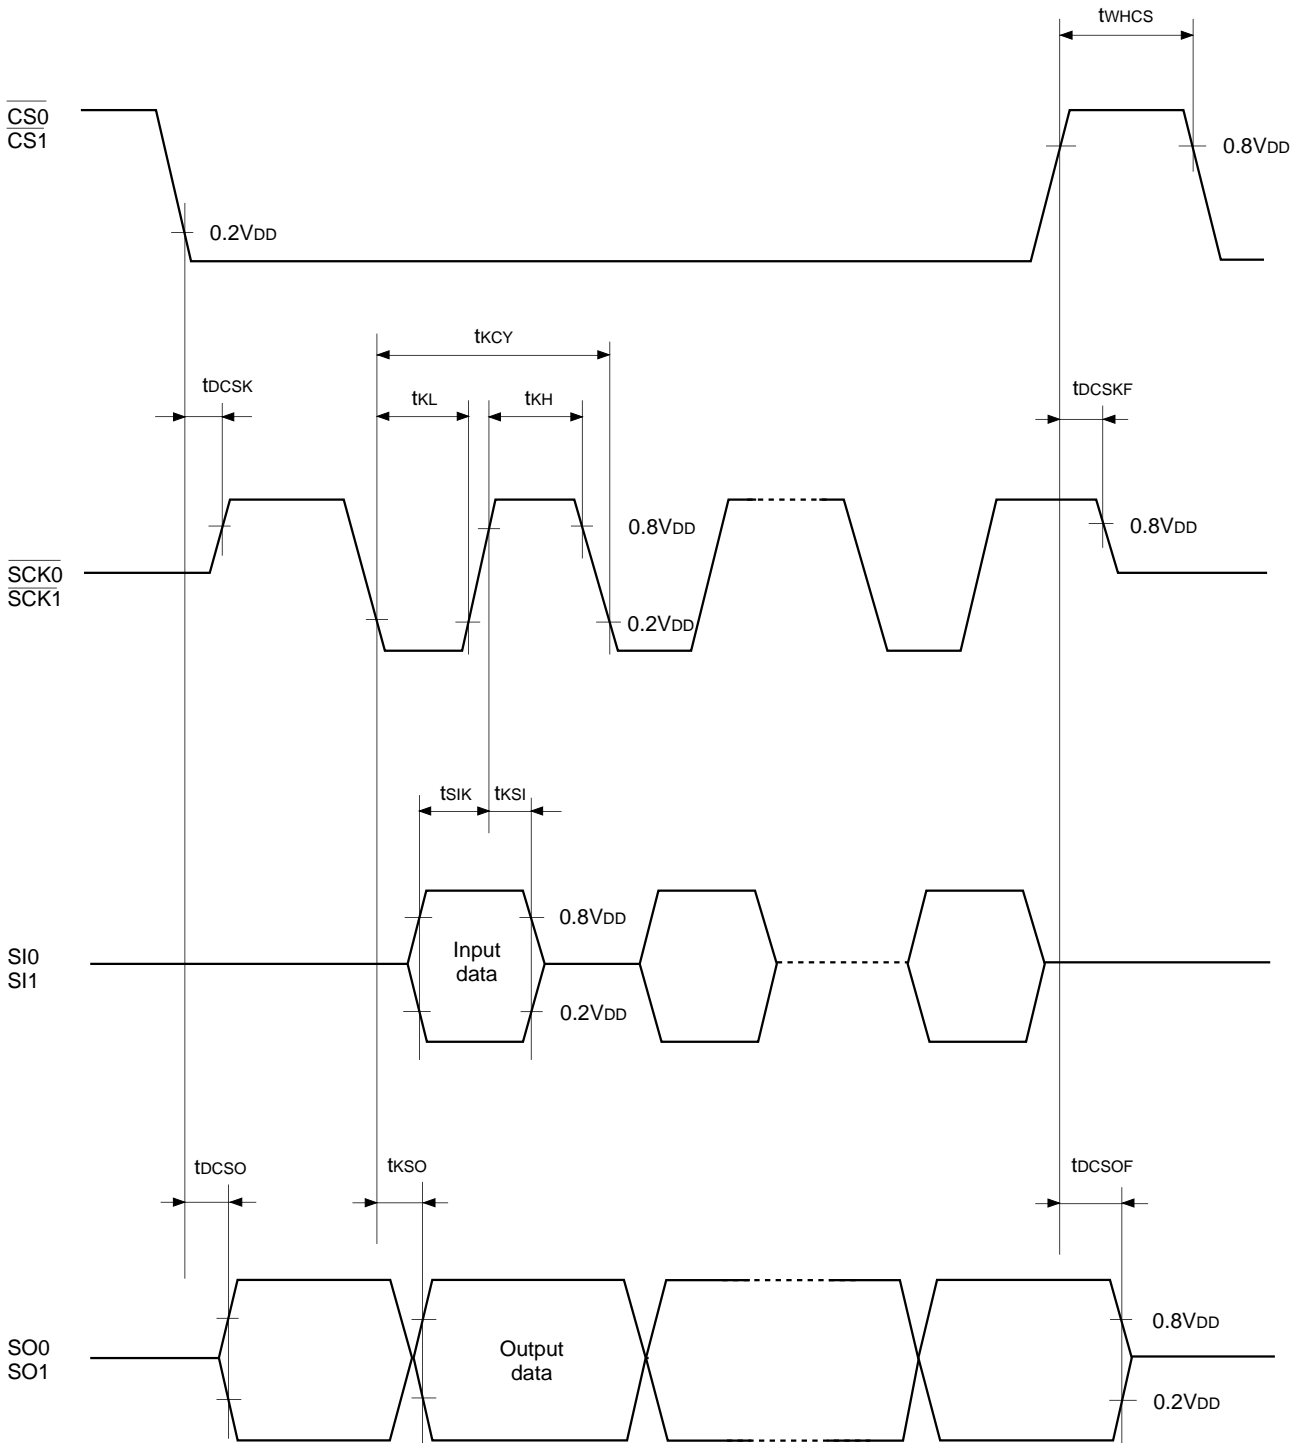 tWHCS
CS0
CS1
0.8VDD
0.2VDD
tKCY
tDCSK
tKL
tKH
tDCSKF
0.8VDD
0.8VDD
SCK0
SCK1
0.2VDD
tSIK
tKSI
0.8VDD
SI0
SI1
Input
data
0.2VDD
tDCSO
tKSO
tDCSOF
0.8VDD
SO0
SO1
Output
data
0.2VDD